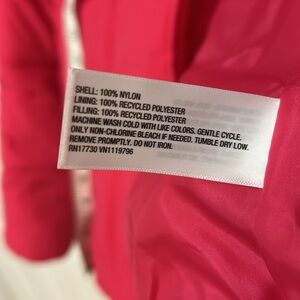 SHELL: 100% NYLON
LINING: 100% RECYCLED POLYESTER
FILLING: 100% RECYCLED POLYESTER
MACHINE WASH COLD WITH LIKE COLORS. GENTLE CYCLE.
ONLY NON-CHLORINE BLEACH IF NEEDED. TUMBLE DRY LOW.
REMOVE PROMPTLY. DO NOT IRON.
RN17730 VN1119796